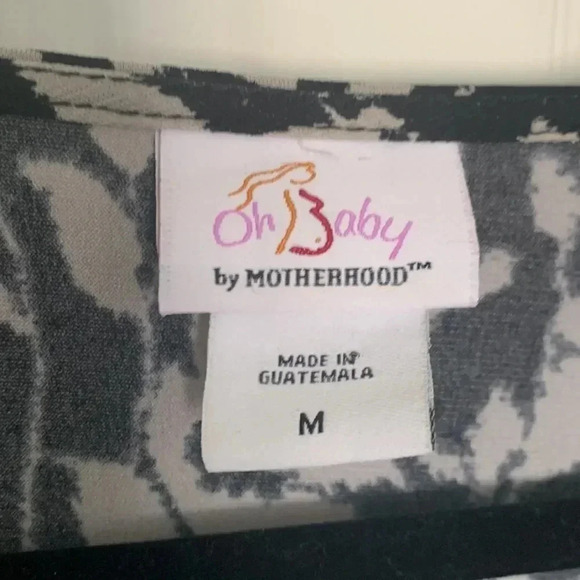 Oh Baby
by MOTHERHOOD™
MADE IN
GUATEMALA
M